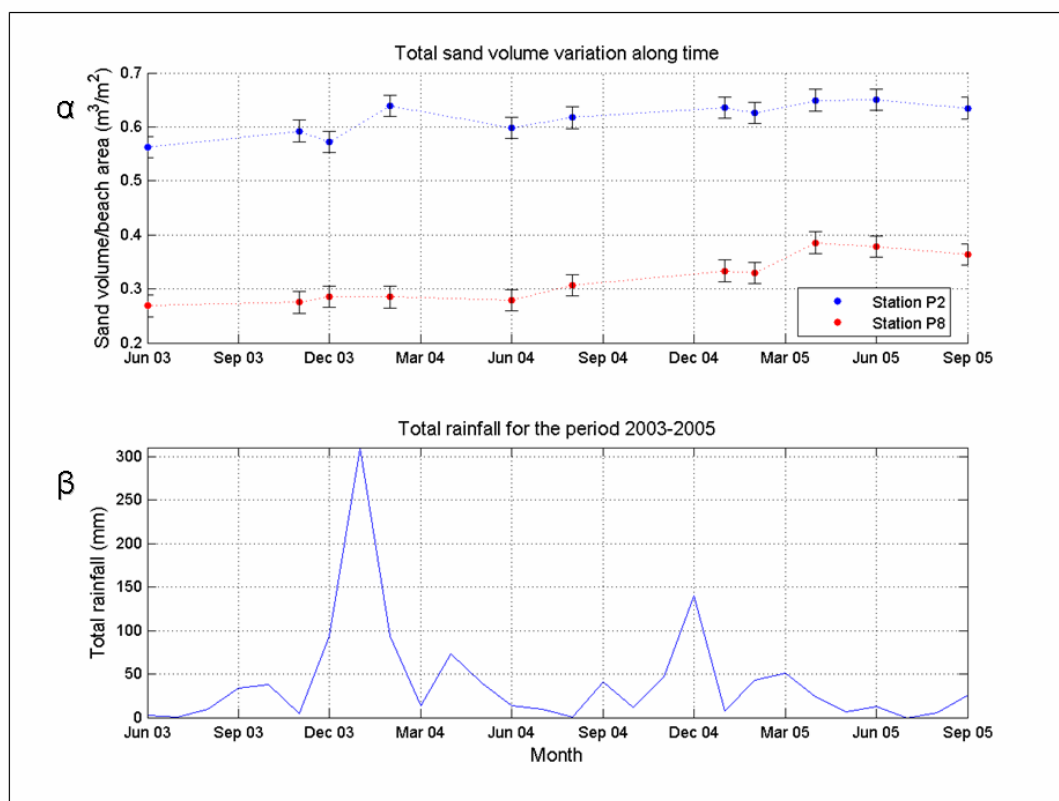 Total sand volume variation along time
α
Sand volume/beach area (m³/m²)
0.7
0.6
0.5
0.4
0.3
0.2
Station P2
Station P8
Jun 03 Sep 03 Dec 03 Mar 04 Jun 04 Sep 04 Dec 04 Mar 05 Jun 05 Sep 05
Total rainfall for the period 2003-2005
β
Total rainfall (mm)
300
250
200
150
100
50
0
Jun 03 Sep 03 Dec 03 Mar 04 Jun 04 Sep 04 Dec 04 Mar 05 Jun 05 Sep 05
Month